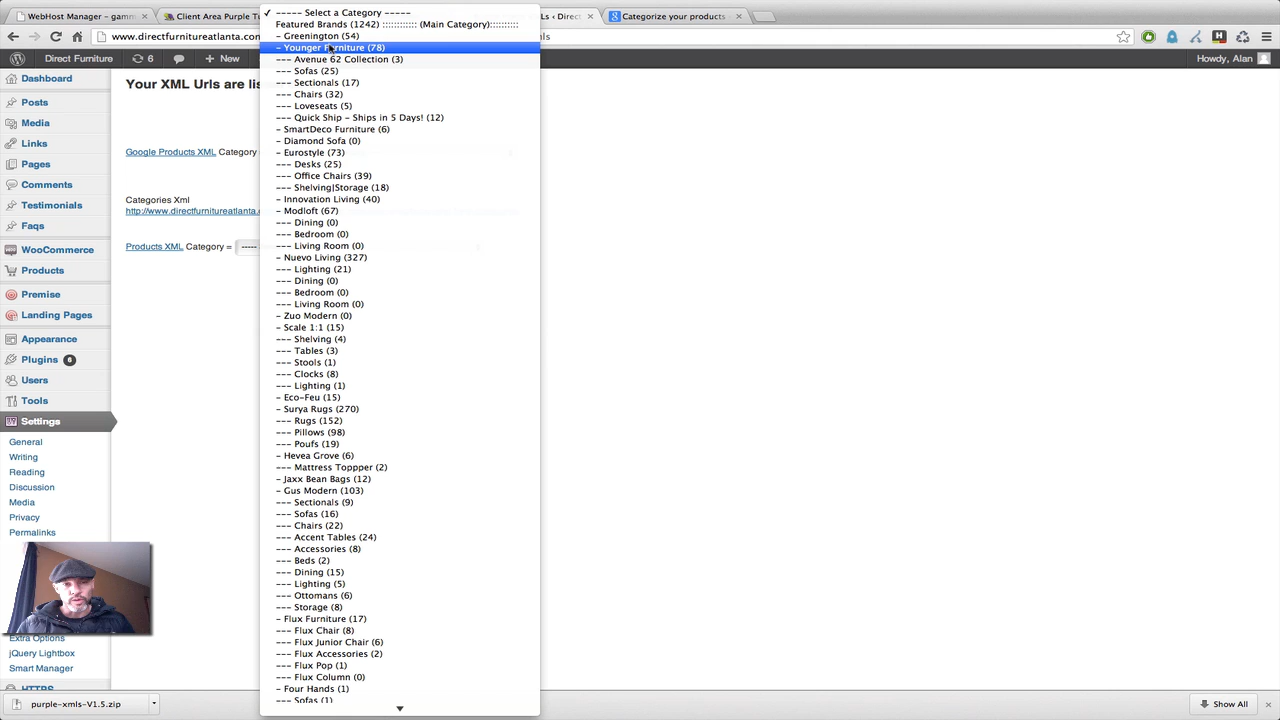 WebHost Manager - gamm
Client Area Purple Tu
Ls ‹ Direct
Categorize your products
www.directfurnitureatlanta.com
ls
Direct Furniture
6
+ New
Howdy, Alan
Dashboard
Posts
Media
Links
Pages
Comments
Testimonials
Faqs
WooCommerce
Products
Premise
Landing Pages
Appearance
Plugins 6
Users
Tools
Settings
General
Writing
Reading
Discussion
Media
Privacy
Permalinks
Extra Options
jQuery Lightbox
Smart Manager
HTTPS
Your XML Urls are lis
Google Products XML Category
Categories Xml
http://www.directfurnitureatlanta.c
Products XML Category = -----
✓ ----- Select a Category -----
Featured Brands (1242) :::::::::::: (Main Category)::::::::::
- Greenington (54)
- Younger Furniture (78)
--- Avenue 62 Collection (3)
--- Sofas (25)
--- Sectionals (17)
--- Chairs (32)
--- Loveseats (5)
--- Quick Ship - Ships in 5 Days! (12)
- SmartDeco Furniture (6)
- Diamond Sofa (0)
- Eurostyle (73)
--- Desks (25)
--- Office Chairs (39)
--- Shelving|Storage (18)
- Innovation Living (40)
- Modloft (67)
--- Dining (0)
--- Bedroom (0)
--- Living Room (0)
- Nuevo Living (327)
--- Lighting (21)
--- Dining (0)
--- Bedroom (0)
--- Living Room (0)
- Zuo Modern (0)
- Scale 1:1 (15)
--- Shelving (4)
--- Tables (3)
--- Stools (1)
--- Clocks (8)
--- Lighting (1)
- Eco-Feu (15)
- Surya Rugs (270)
--- Rugs (152)
--- Pillows (98)
--- Poufs (19)
- Hevea Grove (6)
--- Mattress Toppper (2)
- Jaxx Bean Bags (12)
- Gus Modern (103)
--- Sectionals (9)
--- Sofas (16)
--- Chairs (22)
--- Accent Tables (24)
--- Accessories (8)
--- Beds (2)
--- Dining (15)
--- Lighting (5)
--- Ottomans (6)
--- Storage (8)
- Flux Furniture (17)
--- Flux Chair (8)
--- Flux Junior Chair (6)
--- Flux Accessories (2)
--- Flux Pop (1)
--- Flux Column (0)
- Four Hands (1)
--- Sofas (1)
purple-xmls-V1.5.zip
Show All